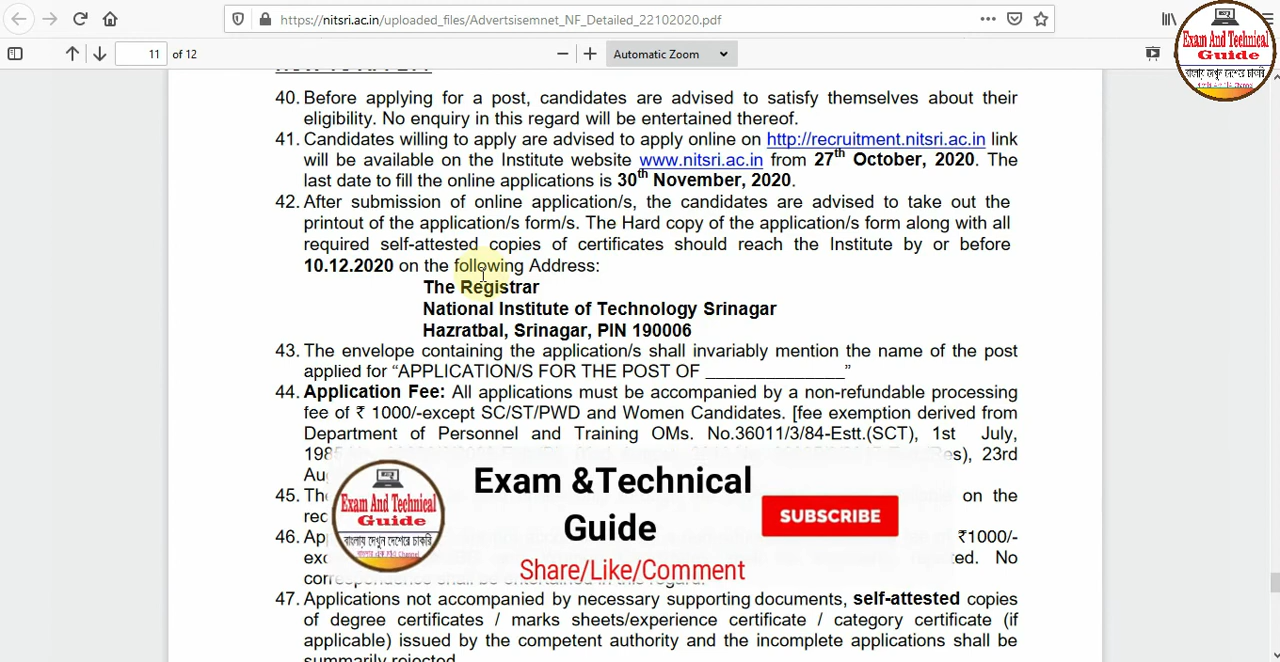 https://nitsri.ac.in/uploaded_files/Advertsisemnet_NF_Detailed_22102020.pdf
11 of 12
Automatic Zoom
40. Before applying for a post, candidates are advised to satisfy themselves about their
eligibility. No enquiry in this regard will be entertained thereof.
41. Candidates willing to apply are advised to apply online on http://recruitment.nitsri.ac.in link
will be available on the Institute website www.nitsri.ac.in from 27th October, 2020. The
last date to fill the online applications is 30th November, 2020.
42. After submission of online application/s, the candidates are advised to take out the
printout of the application/s form/s. The Hard copy of the application/s form along with all
required self-attested copies of certificates should reach the Institute by or before
10.12.2020 on the following Address:
The Registrar
National Institute of Technology Srinagar
Hazratbal, Srinagar, PIN 190006
43. The envelope containing the application/s shall invariably mention the name of the post
applied for “APPLICATION/S FOR THE POST OF _______________”
44. Application Fee: All applications must be accompanied by a non-refundable processing
fee of ₹ 1000/-except SC/ST/PWD and Women Candidates. [fee exemption derived from
Department of Personnel and Training OMs. No.36011/3/84-Estt.(SCT), 1st July,
23rd
45. on the
46. ₹1000/-
No
47. Applications not accompanied by necessary supporting documents, self-attested copies
of degree certificates / marks sheets/experience certificate / category certificate (if
applicable) issued by the competent authority and the incomplete applications shall be
summarily rejected
Exam And Technical
Guide
বাংলায় দেখুন দেশের চাকরি
Exam &Technical
Guide
SUBSCRIBE
Share/Like/Comment
Exam And Technical
Guide
বাংলায় দেখুন দেশের চাকরি